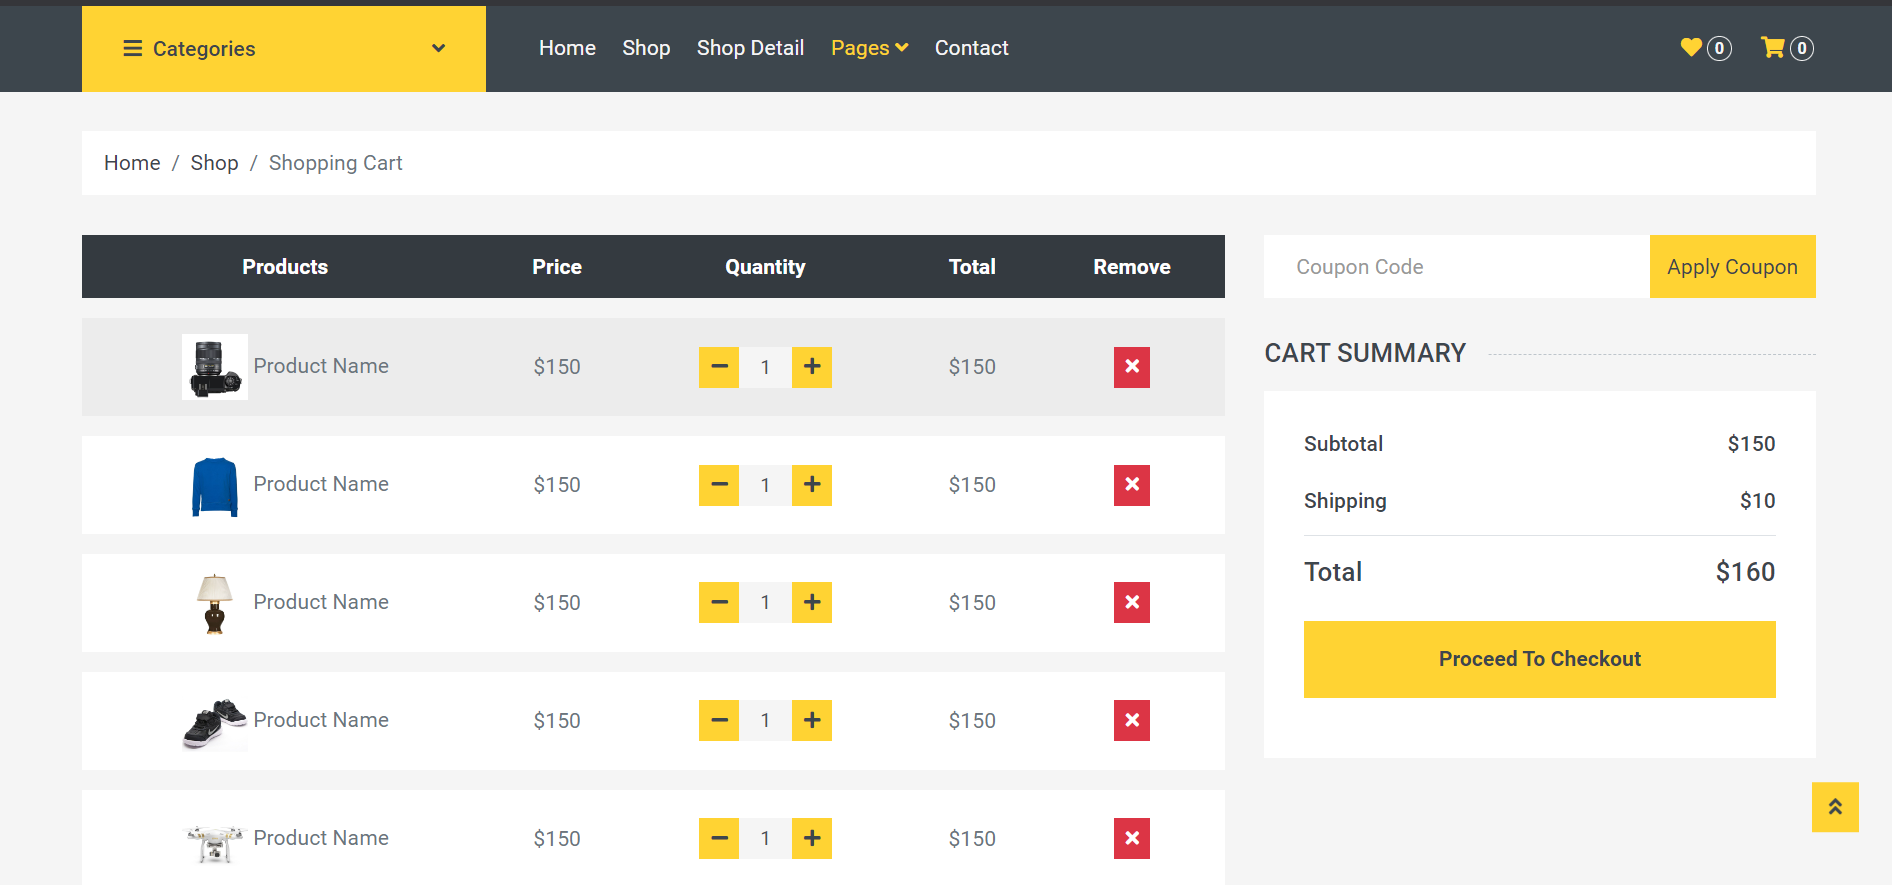 Categories
Home Shop Shop Detail Pages Contact
0 0
Home / Shop / Shopping Cart
Products Price Quantity Total Remove
Product Name $150 1 $150
Product Name $150 1 $150
Product Name $150 1 $150
Product Name $150 1 $150
Product Name $150 1 $150
Coupon Code Apply Coupon
CART SUMMARY
Subtotal $150
Shipping $10
Total $160
Proceed To Checkout